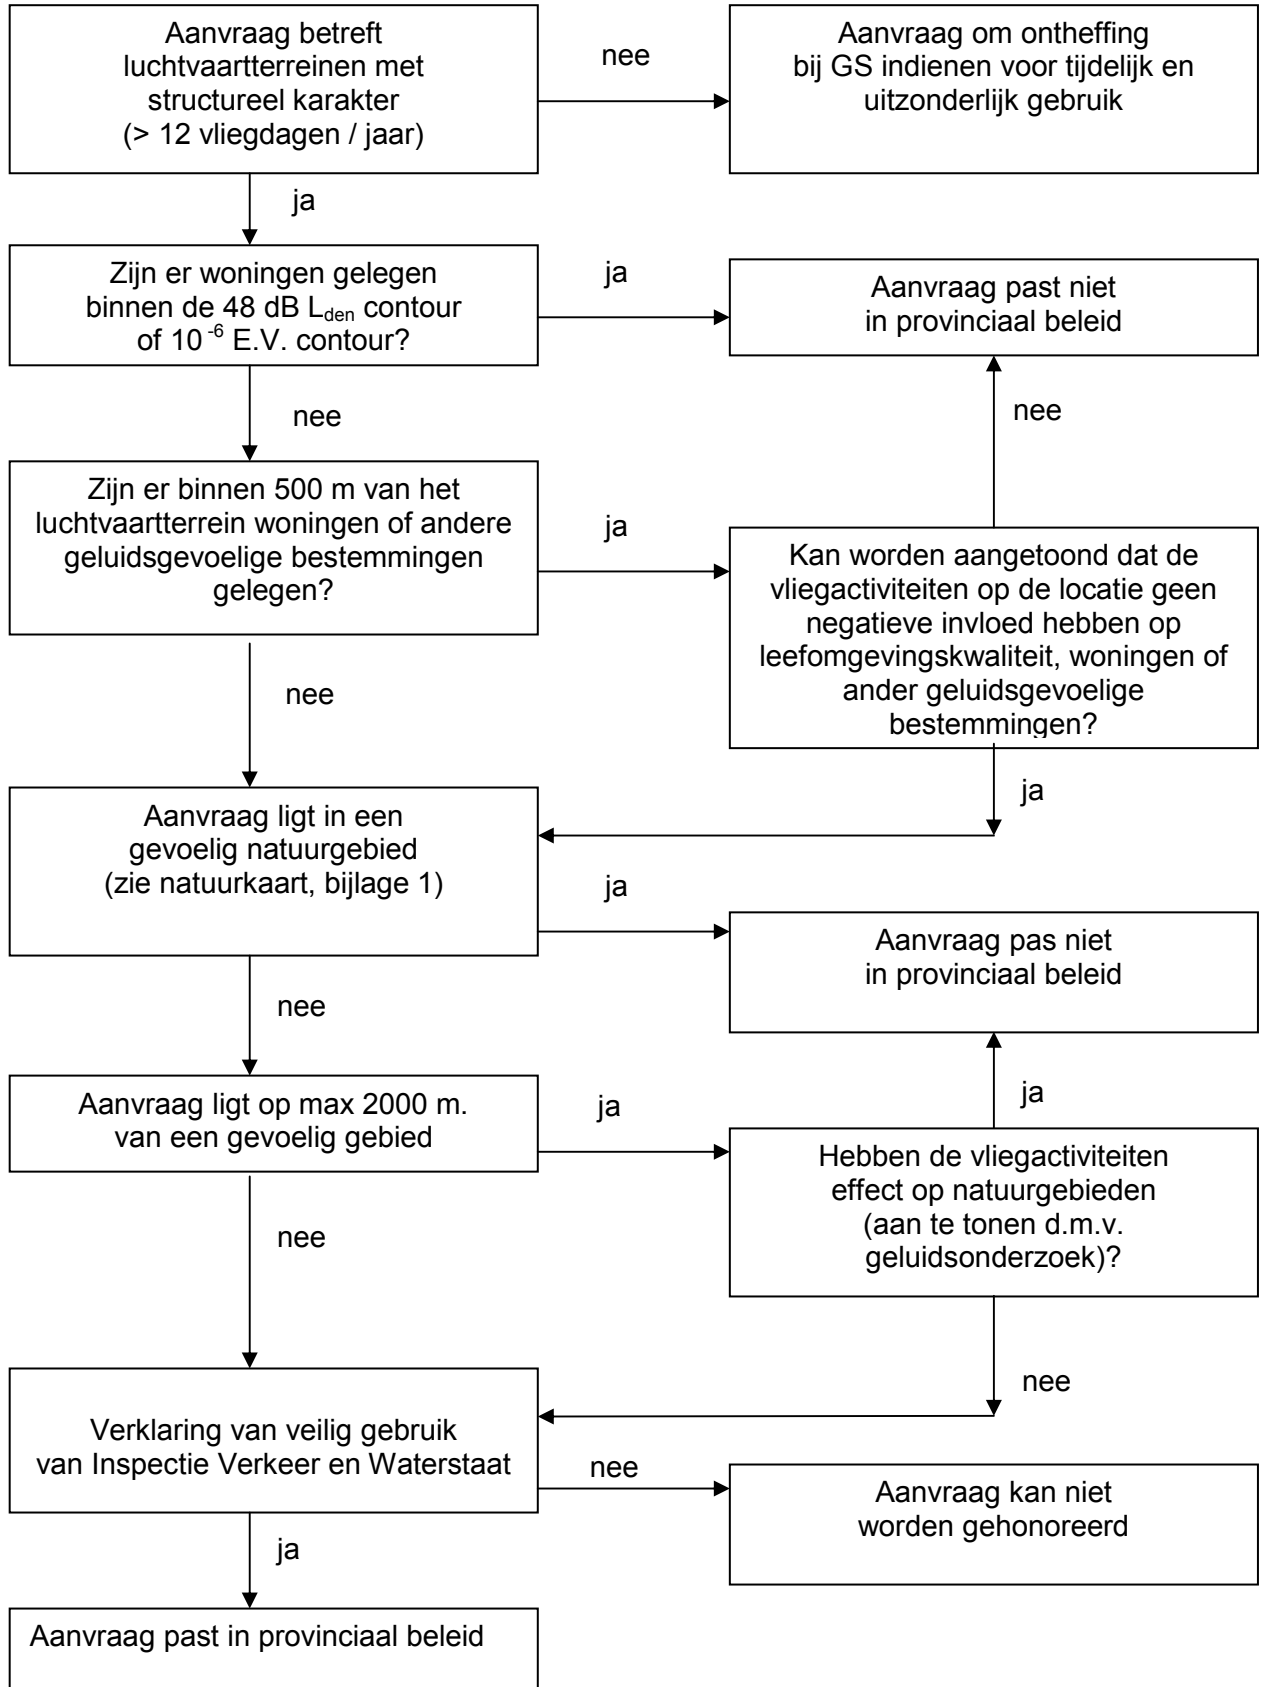 Aanvraag betreft
luchtvaartterreinen met
structureel karakter
(> 12 vliegdagen / jaar)
nee
Aanvraag om ontheffing
bij GS indienen voor tijdelijk en
uitzonderlijk gebruik
ja
Zijn er woningen gelegen
binnen de 48 dB Lden contour
of 10 -6 E.V. contour?
ja
Aanvraag past niet
in provinciaal beleid
nee
nee
Zijn er binnen 500 m van het
luchtvaartterrein woningen of andere
geluidsgevoelige bestemmingen
gelegen?
ja
Kan worden aangetoond dat de
vliegactiviteiten op de locatie geen
negatieve invloed hebben op
leefomgevingskwaliteit, woningen of
ander geluidsgevoelige
bestemmingen?
nee
ja
Aanvraag ligt in een
gevoelig natuurgebied
(zie natuurkaart, bijlage 1)
ja
Aanvraag pas niet
in provinciaal beleid
nee
Aanvraag ligt op max 2000 m.
van een gevoelig gebied
ja
ja
Hebben de vliegactiviteiten
effect op natuurgebieden
(aan te tonen d.m.v.
geluidsonderzoek)?
nee
nee
Verklaring van veilig gebruik
van Inspectie Verkeer en Waterstaat
nee
Aanvraag kan niet
worden gehonoreerd
ja
Aanvraag past in provinciaal beleid